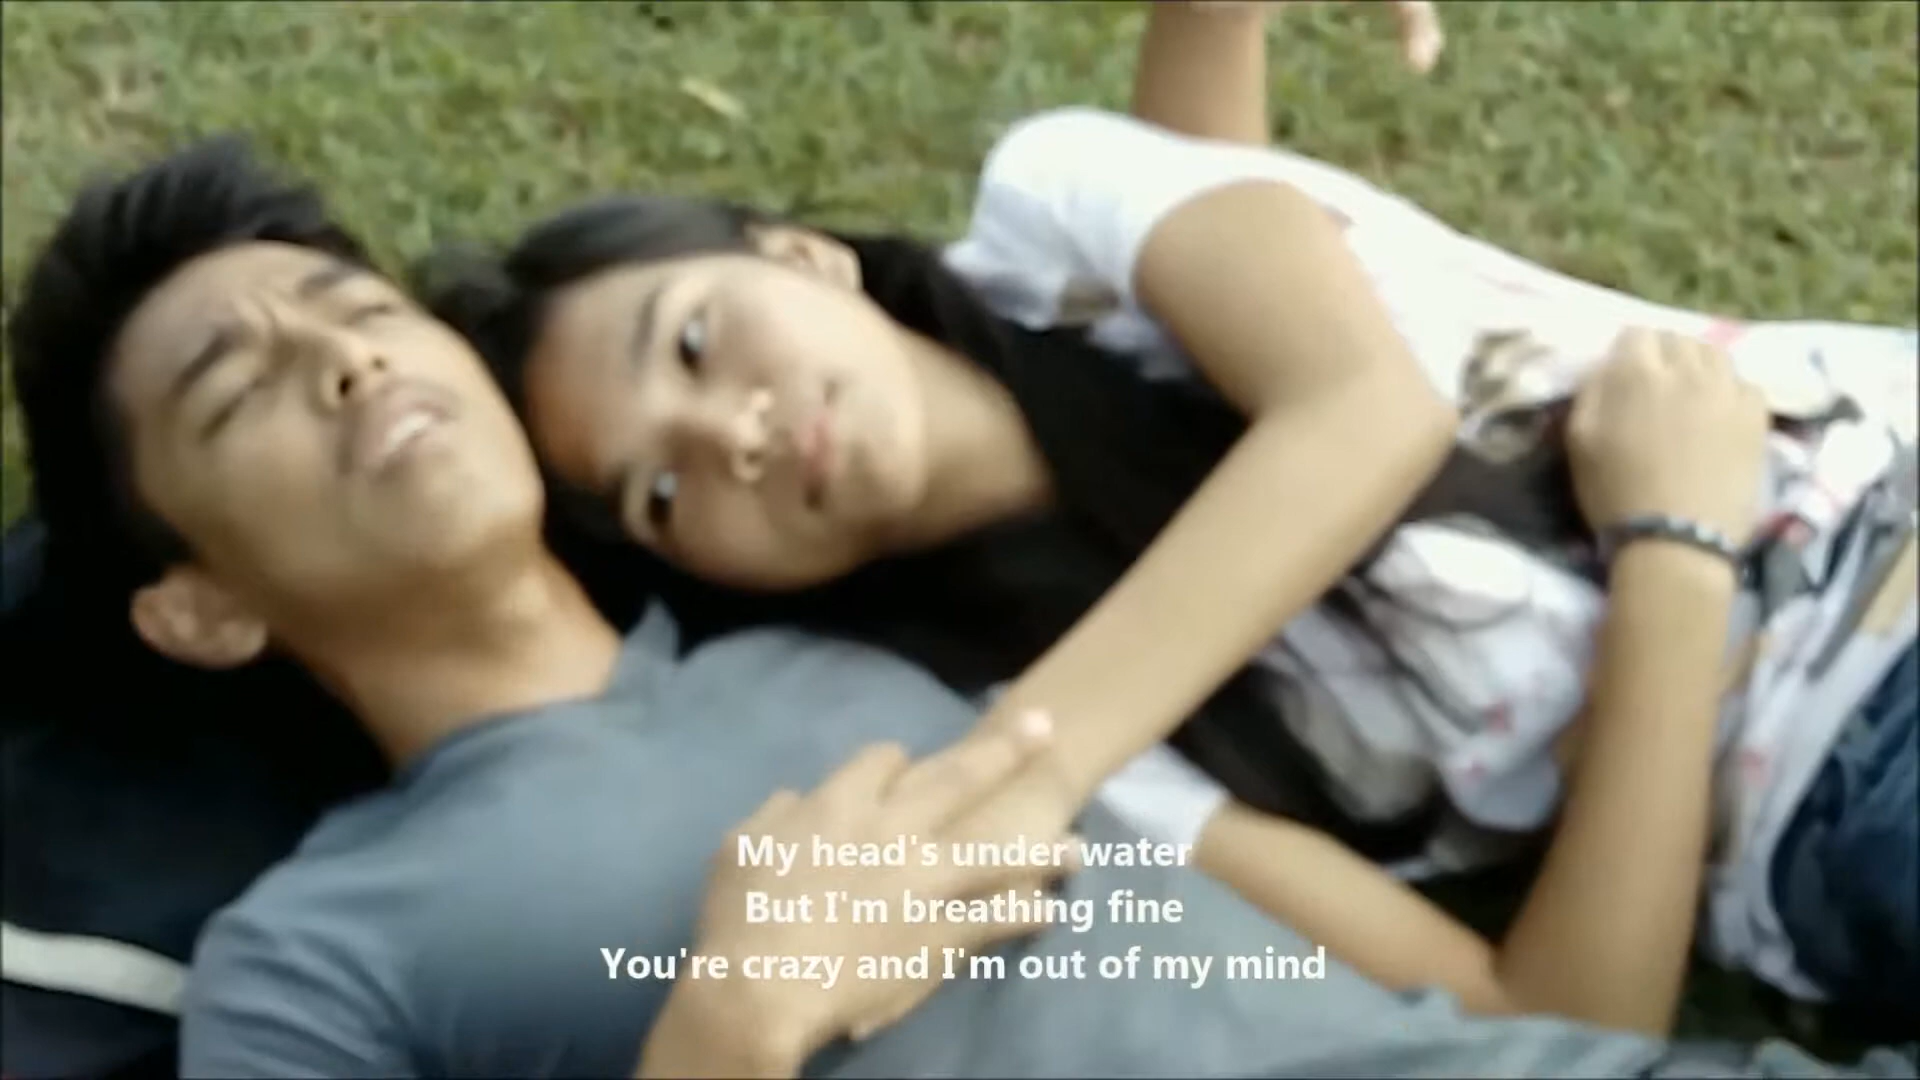 My head's under water
But I'm breathing fine
You're crazy and I'm out of my mind